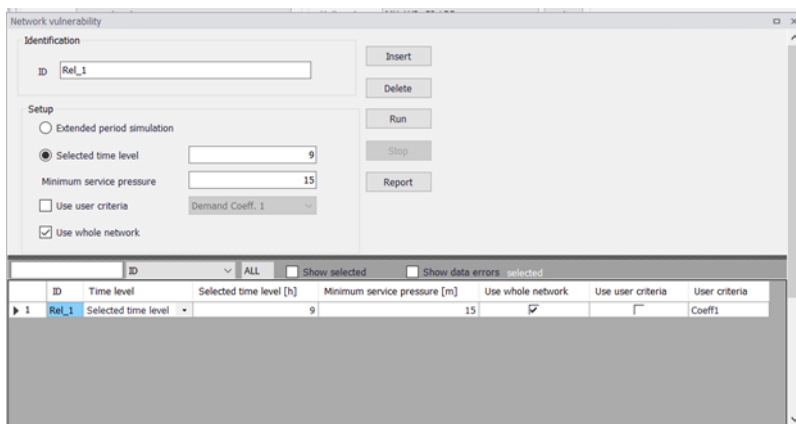 Network vulnerability
Identification
ID Rel_1
Insert
Delete
Setup
Run
Extended period simulation
Selected time level 9
Stop
Minimum service pressure 15
Report
Use user criteria Demand Coeff. 1
Use whole network
ID ALL Show selected Show data errors selected
ID Time level Selected time level [h] Minimum service pressure [m] Use whole network Use user criteria User criteria
1 Rel_1 Selected time level 9 15 Coeff1